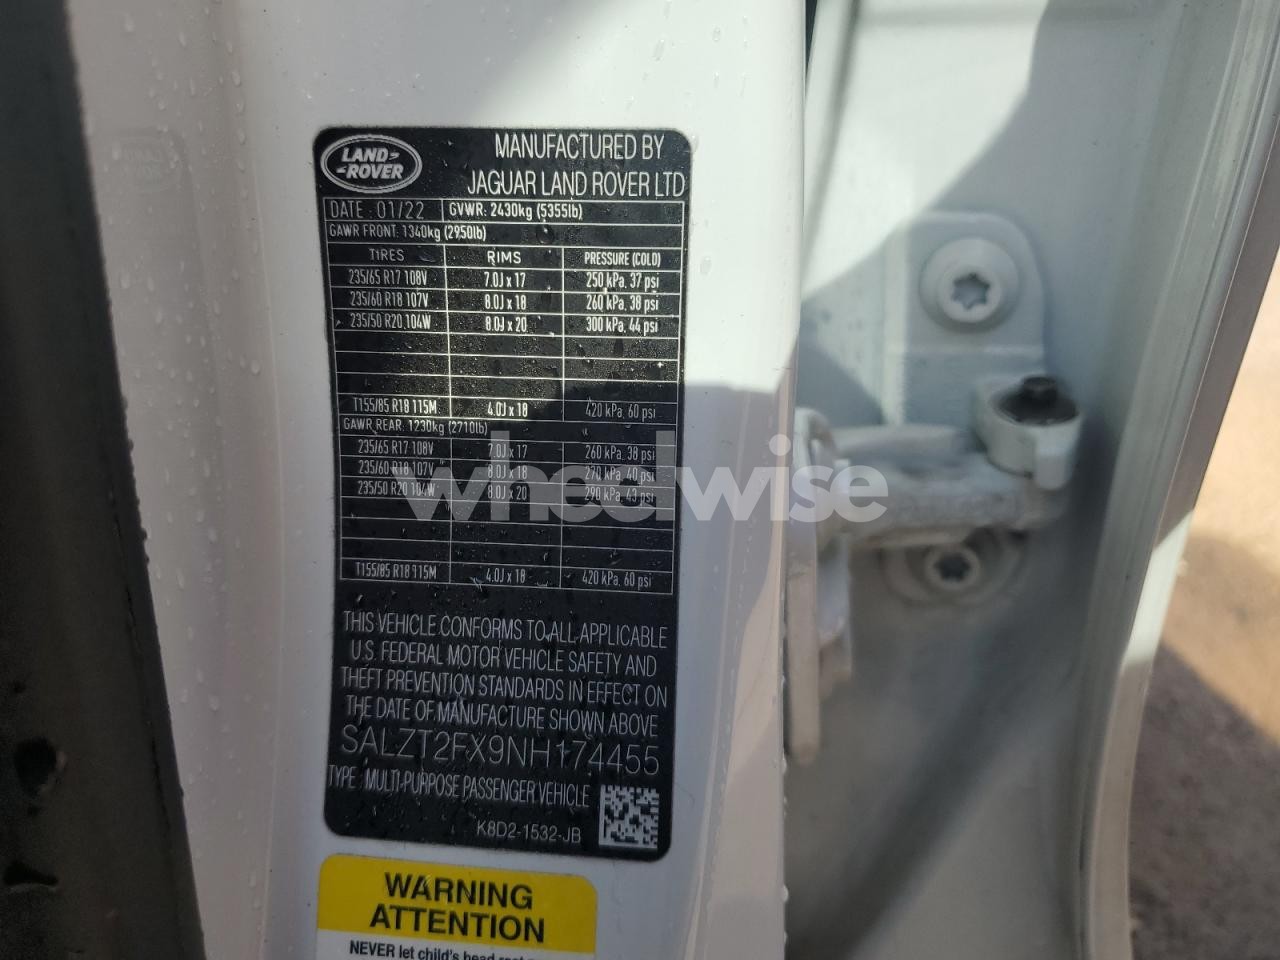 LAND-
-ROVER
MANUFACTURED BY
JAGUAR LAND ROVER LTD
DATE : 01/22 GVWR: 2430kg (5355lb)
GAWR FRONT: 1340kg (2950lb)
TIRES RIMS PRESSURE (COLD)
235/65 R17 108V 7.0J x 17 250 kPa, 37 psi
235/60 R18 107V 8.0J x 18 260 kPa, 38 psi
235/50 R20 104W 8.0J x 20 300 kPa, 44 psi
T155/85 R18 115M 4.0J x 18 420 kPa, 60 psi
GAWR REAR: 1230kg (2710lb)
235/65 R17 108V 7.0J x 17 260 kPa, 38 psi
235/60 R18 107V 8.0J x 18 270 kPa, 40 psi
235/50 R20 104W 8.0J x 20 290 kPa, 43 psi
wheelwise
T155/85 R18 115M 4.0J x 18 420 kPa, 60 psi
THIS VEHICLE CONFORMS TO ALL APPLICABLE
U.S. FEDERAL MOTOR VEHICLE SAFETY AND
THEFT PREVENTION STANDARDS IN EFFECT ON
THE DATE OF MANUFACTURE SHOWN ABOVE
SALZT2FX9NH174455
TYPE : MULTI-PURPOSE PASSENGER VEHICLE
K8D2-1532-JB
WARNING
ATTENTION
NEVER let child's head rest